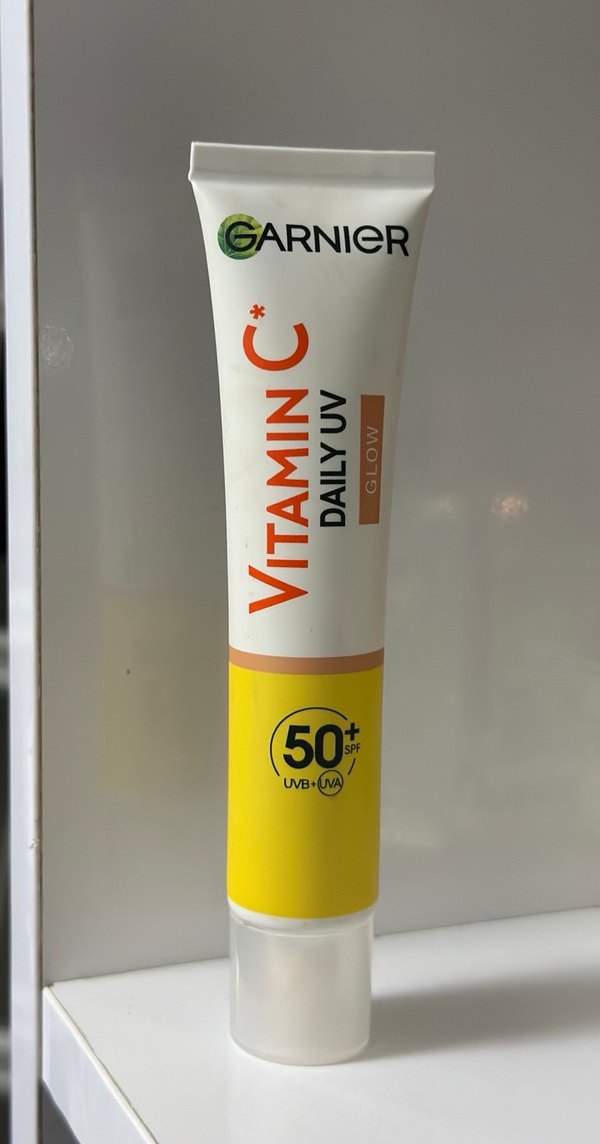 GARNIER
VITAMIN C*
DAILY UV
GLOW
50+
SPF
UVB+UVA